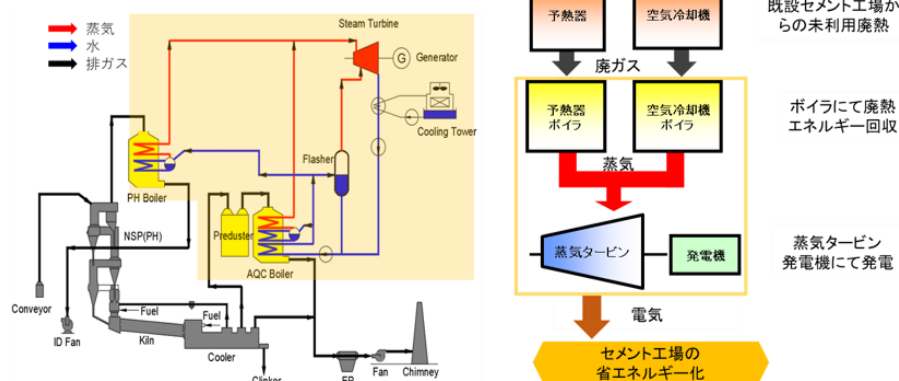 蒸気
水
排ガス
Steam Turbine
G
Generator
Cooling Tower
Flasher
PH Boiler
NSP(PH)
Preduster
AQC Boiler
Conveyor
Fuel
Fuel
ID Fan
Kiln
Cooler
Clinker
EP
Fan
Chimney
予熱器
空気冷却機
既設セメント工場か
らの未利用廃熱
廃ガス
予熱器
ボイラ
空気冷却機
ボイラ
ボイラにて廃熱
エネルギー回収
蒸気
蒸気タービン
発電機
蒸気タービン
発電機にて発電
電気
セメント工場の
省エネルギー化